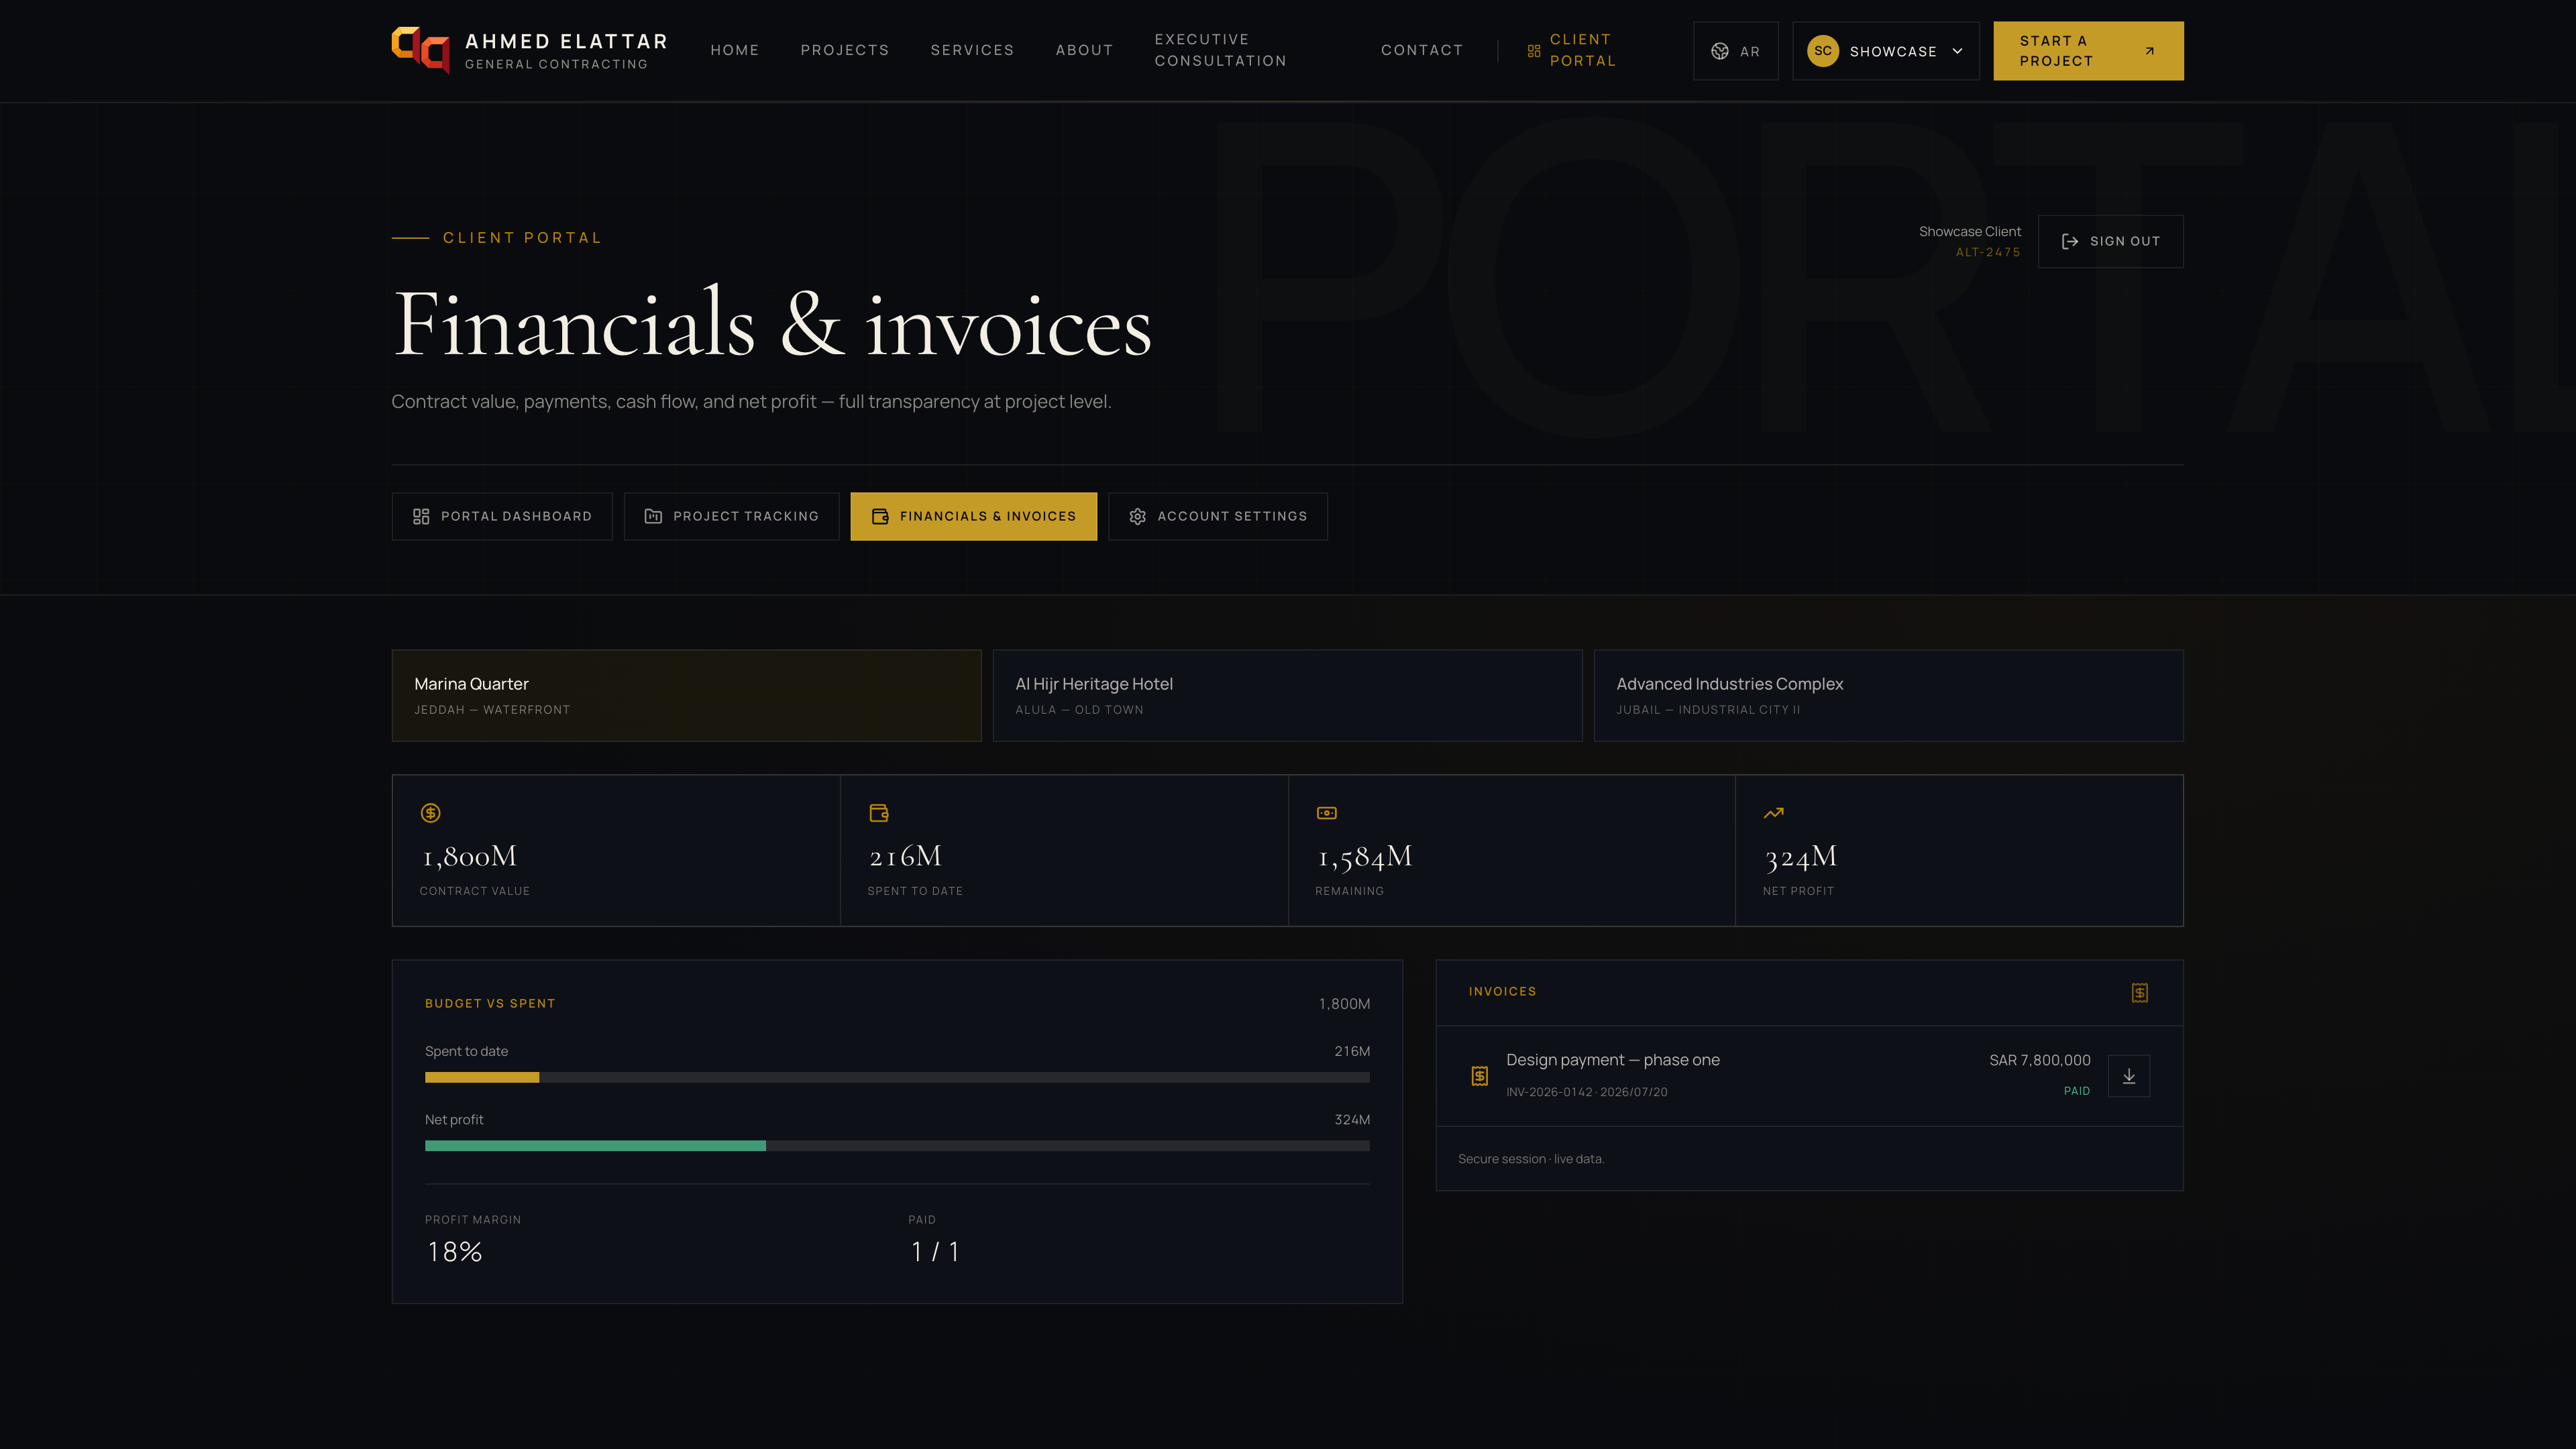 AHMED ELATTAR
GENERAL CONTRACTING
HOME
PROJECTS
SERVICES
ABOUT
EXECUTIVE
CONSULTATION
CONTACT
CLIENT
PORTAL
AR
SC
SHOWCASE
START A
PROJECT
PORTAL
CLIENT PORTAL
Showcase Client
ALT-2475
SIGN OUT
Financials & invoices
Contract value, payments, cash flow, and net profit — full transparency at project level.
PORTAL DASHBOARD
PROJECT TRACKING
FINANCIALS & INVOICES
ACCOUNT SETTINGS
Marina Quarter
JEDDAH — WATERFRONT
Al Hijr Heritage Hotel
ALULA — OLD TOWN
Advanced Industries Complex
JUBAIL — INDUSTRIAL CITY II
1,800M
CONTRACT VALUE
216M
SPENT TO DATE
1,584M
REMAINING
324M
NET PROFIT
BUDGET VS SPENT
1,800M
Spent to date
216M
Net profit
324M
PROFIT MARGIN
18%
PAID
1 / 1
INVOICES
Design payment — phase one
SAR 7,800,000
INV-2026-0142 · 2026/07/20
PAID
Secure session · live data.